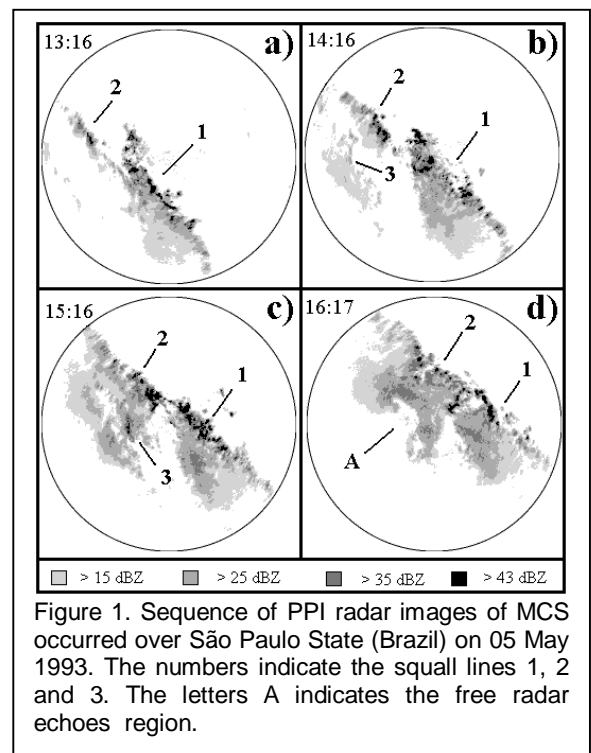 13:16
a)
2
1
14:16
b)
2
1
3
15:16
c)
2
1
3
16:17
d)
2
1
A
> 15 dBZ > 25 dBZ > 35 dBZ > 43 dBZ
Figure 1. Sequence of PPI radar images of MCS
occurred over São Paulo State (Brazil) on 05 May
1993. The numbers indicate the squall lines 1, 2
and 3. The letters A indicates the free radar
echoes region.